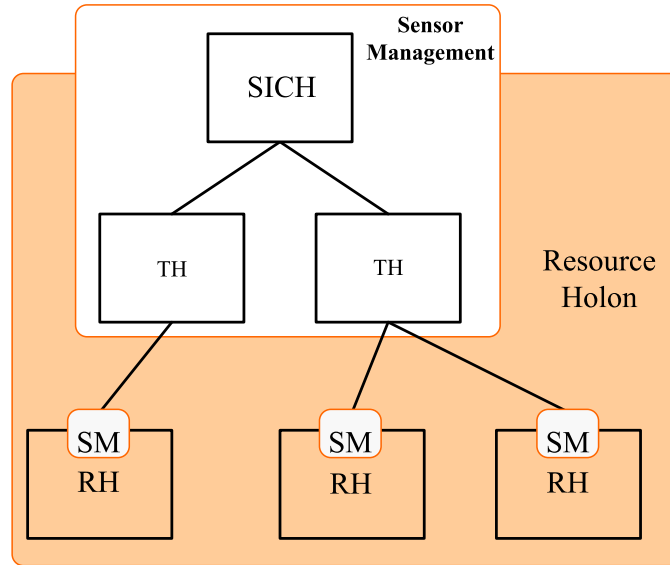 Sensor
Management
SICH
TH
TH
Resource
Holon
SM
RH
SM
RH
SM
RH